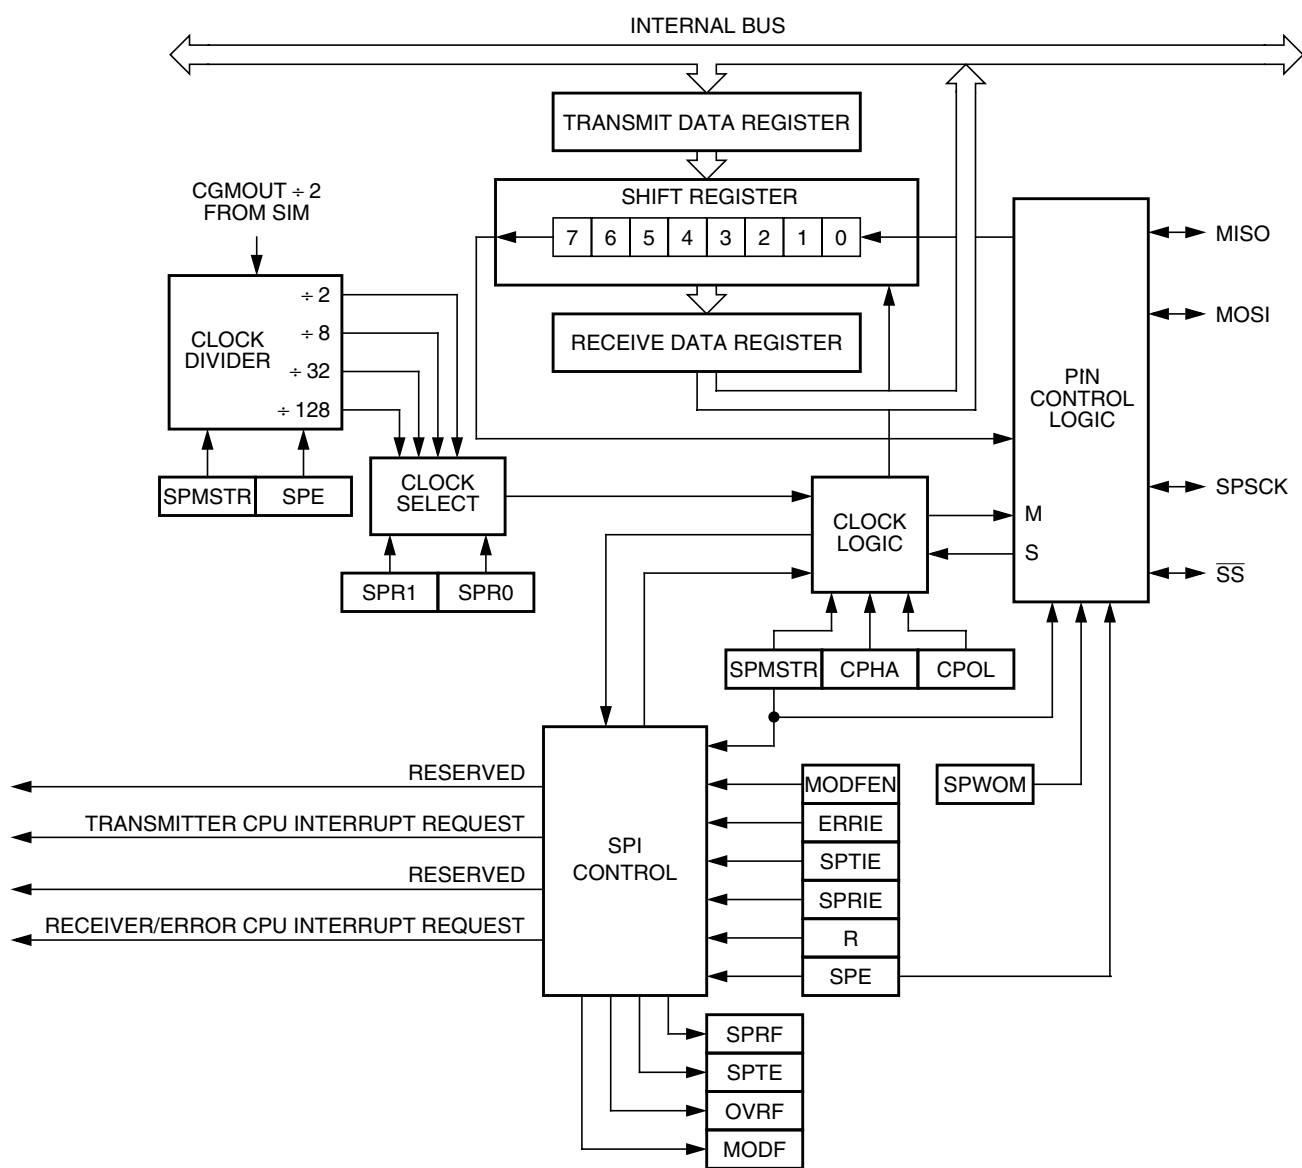 INTERNAL BUS
TRANSMIT DATA REGISTER
CGMOUT ÷ 2
FROM SIM
SHIFT REGISTER
7 6 5 4 3 2 1 0
MISO
÷ 2
MOSI
÷ 8
CLOCK
DIVIDER
RECEIVE DATA REGISTER
÷ 32
PIN
CONTROL
LOGIC
÷ 128
SPMSTR SPE
CLOCK
SELECT
SPSCK
CLOCK
LOGIC
M
S
SS
SPR1 SPR0
SPMSTR CPHA CPOL
RESERVED
MODFEN
SPWOM
TRANSMITTER CPU INTERRUPT REQUEST
ERRIE
SPI
CONTROL
SPTIE
RESERVED
SPRIE
RECEIVER/ERROR CPU INTERRUPT REQUEST
R
SPE
SPRF
SPTE
OVRF
MODF